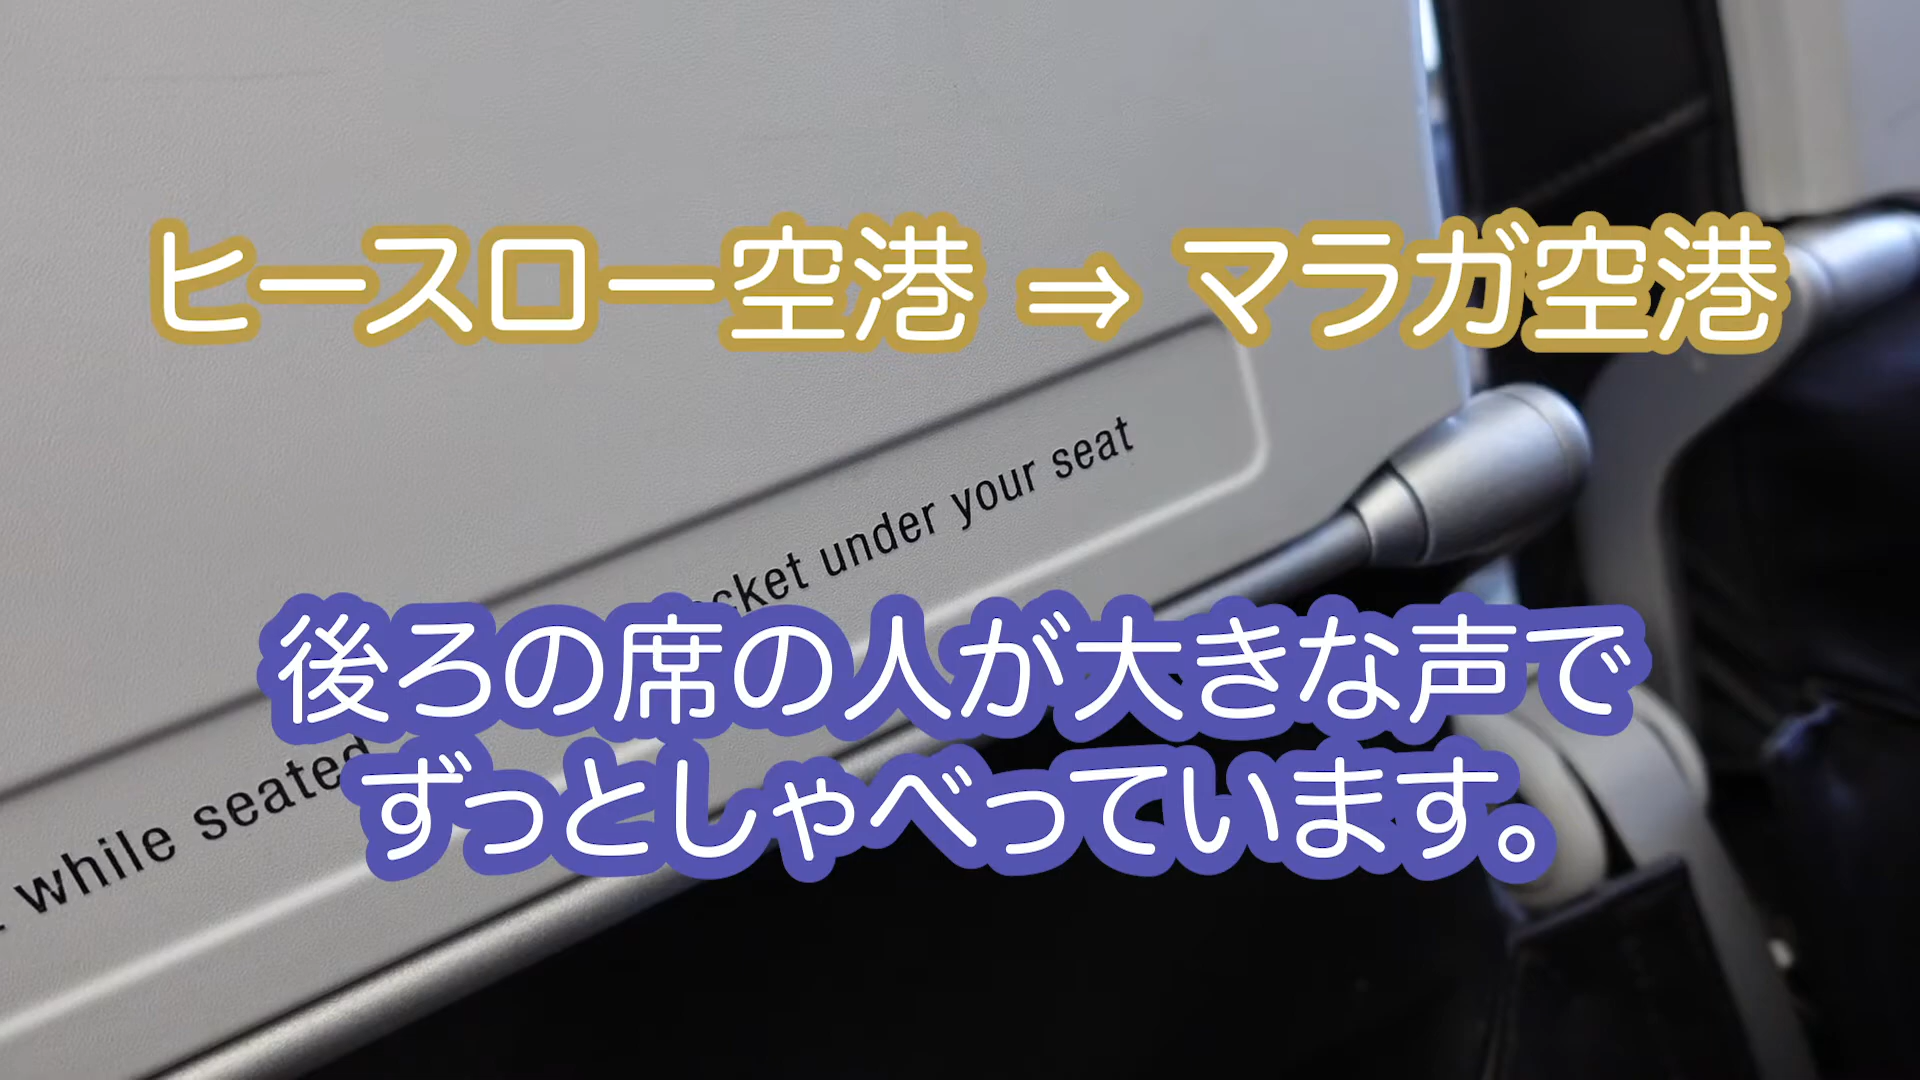 ヒースロー空港 ⇒ マラガ空港
while seated
under your seat
後ろの席の人が大きな声で
ずっとしゃべっています。